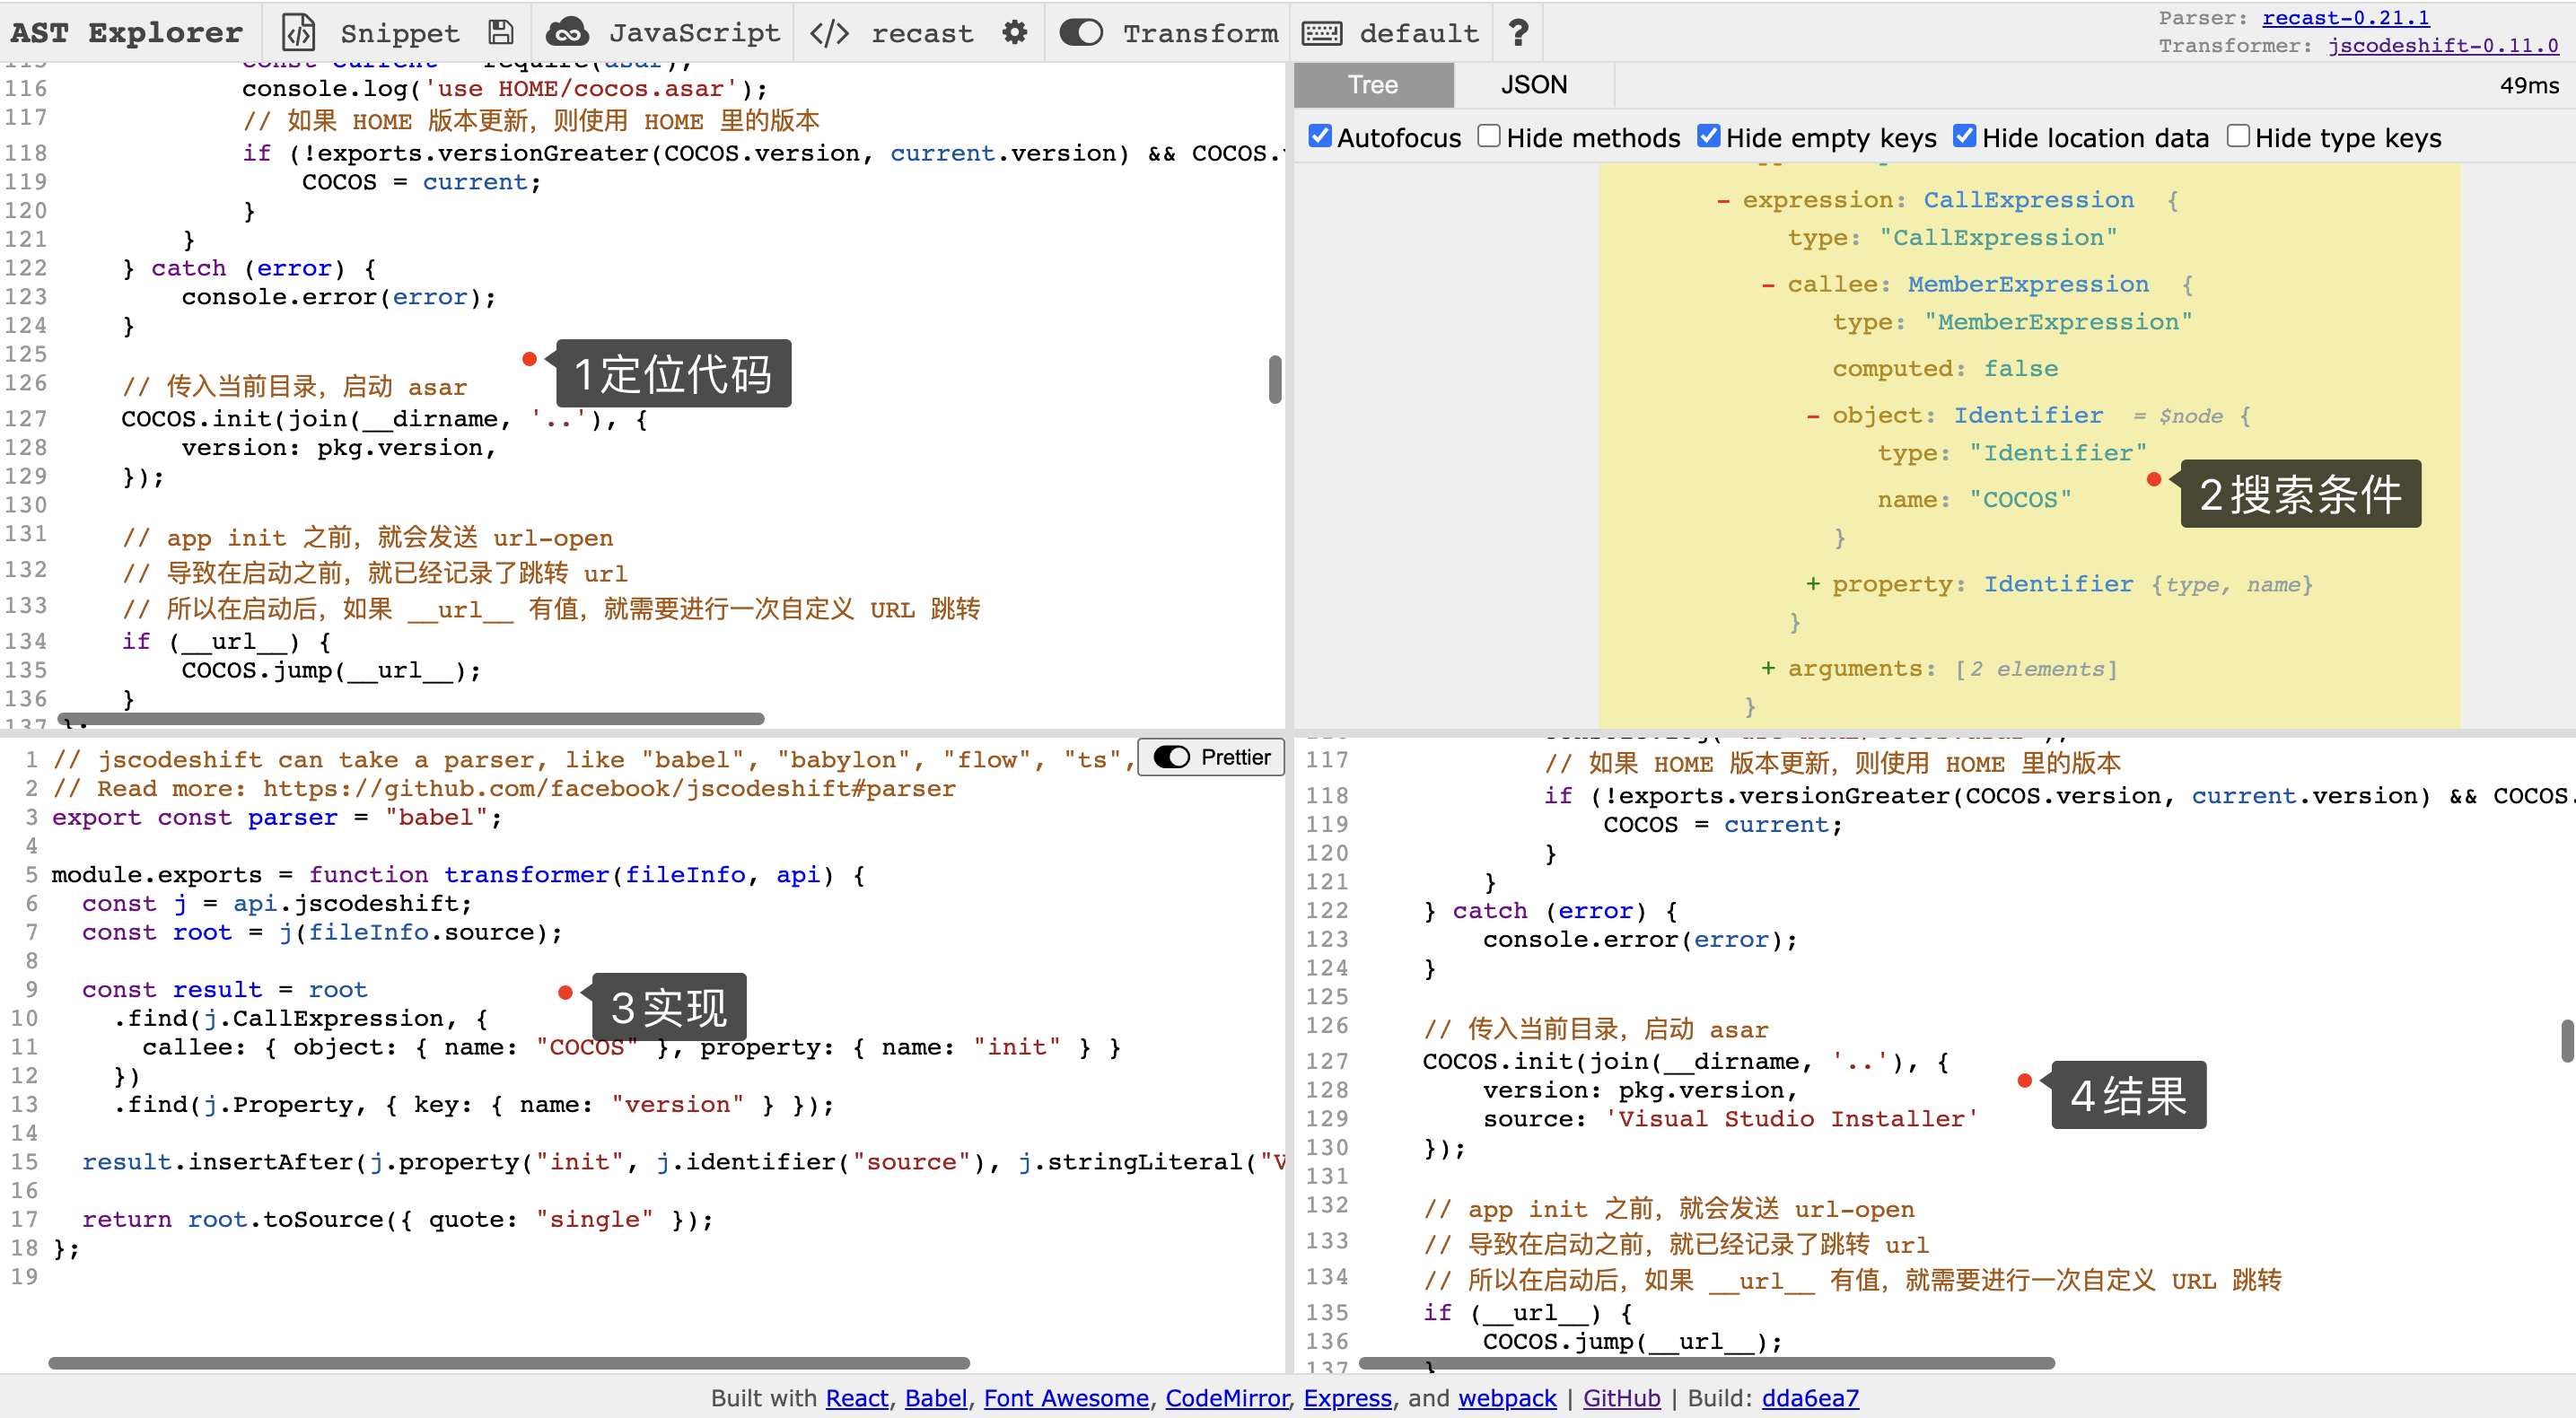 AST Explorer Snippet JavaScript </> recast Transform default ? Parser: recast-0.21.1
Transformer: jscodeshift-0.11.0
116 console.log('use HOME/cocos.asar');
117 // 如果 HOME 版本更新，则使用 HOME 里的版本
118 if (!exports.versionGreater(COCOS.version, current.version) && COCOS.
119 COCOS = current;
120 }
121 }
122 } catch (error) {
123 console.error(error);
124 }
125
126 // 传入当前目录，启动 asar
127 COCOS.init(join(__dirname, '..'), {
128 version: pkg.version,
129 });
130
131 // app init 之前，就会发送 url-open
132 // 导致在启动之前，就已经记录了跳转 url
133 // 所以在启动后，如果 __url__ 有值，就需要进行一次自定义 URL 跳转
134 if (__url__) {
135 COCOS.jump(__url__);
136 }
137 };
1定位代码
Tree JSON 49ms
Autofocus Hide methods Hide empty keys Hide location data Hide type keys
- expression: CallExpression {
type: "CallExpression"
- callee: MemberExpression {
type: "MemberExpression"
computed: false
- object: Identifier = $node {
type: "Identifier"
name: "COCOS"
}
+ property: Identifier {type, name}
}
+ arguments: [2 elements]
}
2搜索条件
1 // jscodeshift can take a parser, like "babel", "babylon", "flow", "ts",
Prettier
2 // Read more: https://github.com/facebook/jscodeshift#parser
3 export const parser = "babel";
4
5 module.exports = function transformer(fileInfo, api) {
6 const j = api.jscodeshift;
7 const root = j(fileInfo.source);
8
9 const result = root
10 .find(j.CallExpression, {
11 callee: { object: { name: "COCOS" }, property: { name: "init" } }
12 })
13 .find(j.Property, { key: { name: "version" } });
14
15 result.insertAfter(j.property("init", j.identifier("source"), j.stringLiteral("V
16
17 return root.toSource({ quote: "single" });
18 };
19
3实现
117 // 如果 HOME 版本更新，则使用 HOME 里的版本
118 if (!exports.versionGreater(COCOS.version, current.version) && COCOS.
119 COCOS = current;
120 }
121 }
122 } catch (error) {
123 console.error(error);
124 }
125
126 // 传入当前目录，启动 asar
127 COCOS.init(join(__dirname, '..'), {
128 version: pkg.version,
129 source: 'Visual Studio Installer'
130 });
131
132 // app init 之前，就会发送 url-open
133 // 导致在启动之前，就已经记录了跳转 url
134 // 所以在启动后，如果 __url__ 有值，就需要进行一次自定义 URL 跳转
135 if (__url__) {
136 COCOS.jump(__url__);
137 }
4结果
Built with React, Babel, Font Awesome, CodeMirror, Express, and webpack | GitHub | Build: dda6ea7